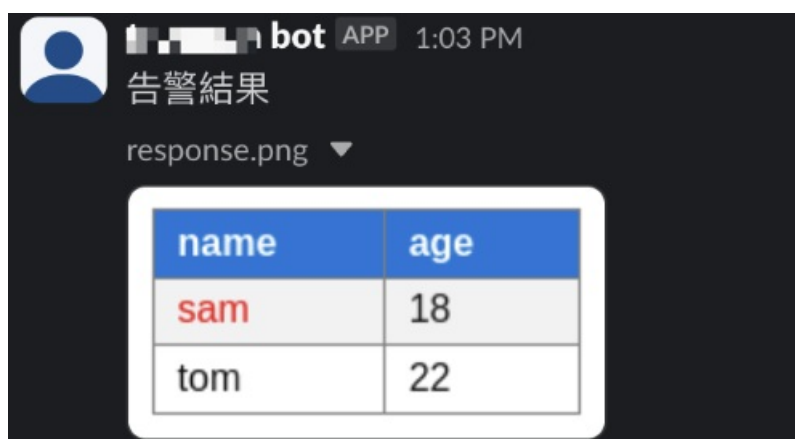 bot APP 1:03 PM
告警結果
response.png
name age
sam 18
tom 22